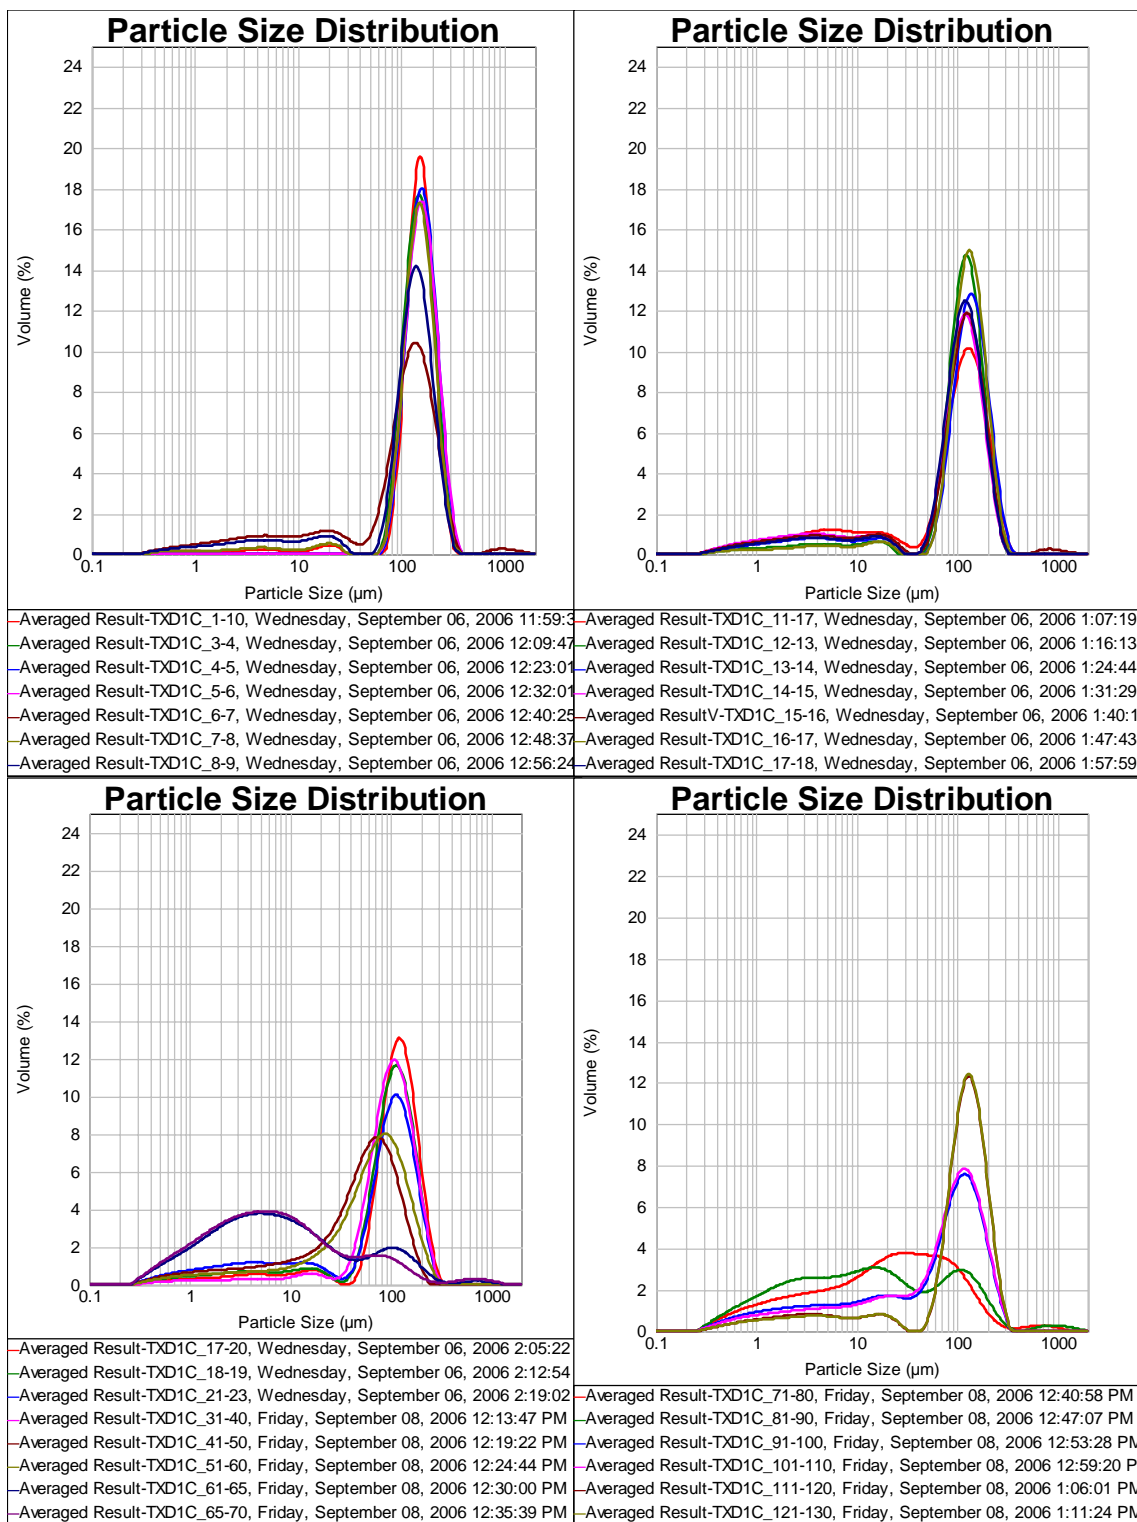 Particle Size Distribution
24
22
20
18
16
14
12
10
8
6
4
2
0
Volume (%)
0.1 1 10 100 1000
Particle Size (µm)
Averaged Result-TXD1C_1-10, Wednesday, September 06, 2006 11:59:3
Averaged Result-TXD1C_3-4, Wednesday, September 06, 2006 12:09:47
Averaged Result-TXD1C_4-5, Wednesday, September 06, 2006 12:23:01
Averaged Result-TXD1C_5-6, Wednesday, September 06, 2006 12:32:01
Averaged Result-TXD1C_6-7, Wednesday, September 06, 2006 12:40:25
Averaged Result-TXD1C_7-8, Wednesday, September 06, 2006 12:48:37
Averaged Result-TXD1C_8-9, Wednesday, September 06, 2006 12:56:24
Particle Size Distribution
24
22
20
18
16
14
12
10
8
6
4
2
0
Volume (%)
0.1 1 10 100 1000
Particle Size (µm)
Averaged Result-TXD1C_11-17, Wednesday, September 06, 2006 1:07:19
Averaged Result-TXD1C_12-13, Wednesday, September 06, 2006 1:16:13
Averaged Result-TXD1C_13-14, Wednesday, September 06, 2006 1:24:44
Averaged Result-TXD1C_14-15, Wednesday, September 06, 2006 1:31:29
Averaged ResultV-TXD1C_15-16, Wednesday, September 06, 2006 1:40:1
Averaged Result-TXD1C_16-17, Wednesday, September 06, 2006 1:47:43
Averaged Result-TXD1C_17-18, Wednesday, September 06, 2006 1:57:59
Particle Size Distribution
24
22
20
18
16
14
12
10
8
6
4
2
0
Volume (%)
0.1 1 10 100 1000
Particle Size (µm)
Averaged Result-TXD1C_17-20, Wednesday, September 06, 2006 2:05:22
Averaged Result-TXD1C_18-19, Wednesday, September 06, 2006 2:12:54
Averaged Result-TXD1C_21-23, Wednesday, September 06, 2006 2:19:02
Averaged Result-TXD1C_31-40, Friday, September 08, 2006 12:13:47 PM
Averaged Result-TXD1C_41-50, Friday, September 08, 2006 12:19:22 PM
Averaged Result-TXD1C_51-60, Friday, September 08, 2006 12:24:44 PM
Averaged Result-TXD1C_61-65, Friday, September 08, 2006 12:30:00 PM
Averaged Result-TXD1C_65-70, Friday, September 08, 2006 12:35:39 PM
Particle Size Distribution
24
22
20
18
16
14
12
10
8
6
4
2
0
Volume (%)
0.1 1 10 100 1000
Particle Size (µm)
Averaged Result-TXD1C_71-80, Friday, September 08, 2006 12:40:58 PM
Averaged Result-TXD1C_81-90, Friday, September 08, 2006 12:47:07 PM
Averaged Result-TXD1C_91-100, Friday, September 08, 2006 12:53:28 PM
Averaged Result-TXD1C_101-110, Friday, September 08, 2006 12:59:20 P
Averaged Result-TXD1C_111-120, Friday, September 08, 2006 1:06:01 PM
Averaged Result-TXD1C_121-130, Friday, September 08, 2006 1:11:24 PM